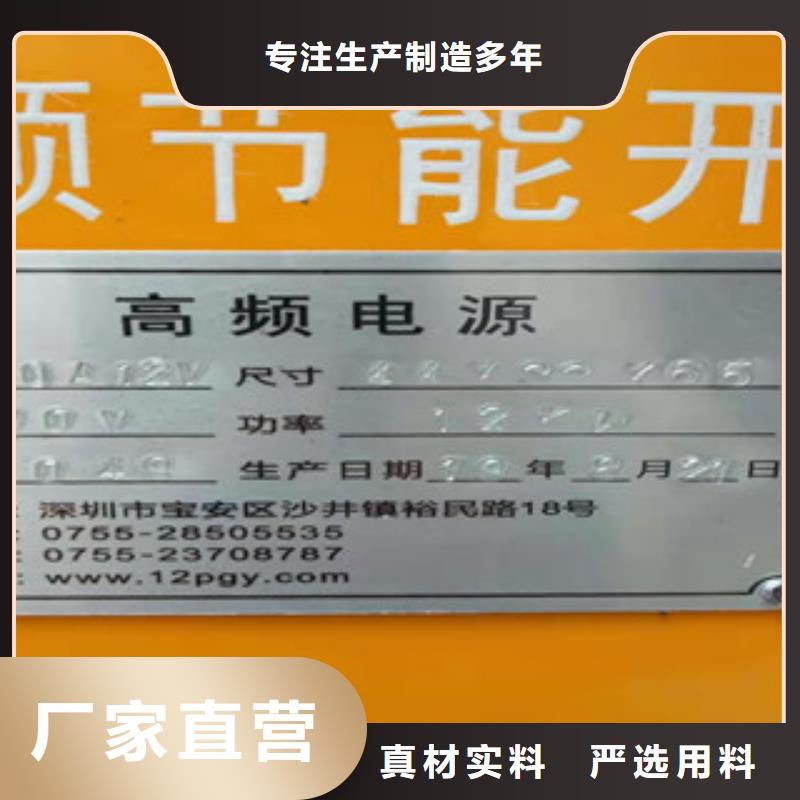 专注生产制造多年
频节能开
高频电源
12V 尺寸
功率 12KW
生产日期 年 月 日
深圳市宝安区沙井镇裕民路18号
0755-28505535
0755-23708787
www.12pgy.com
厂家直营
真材实料 严选用料